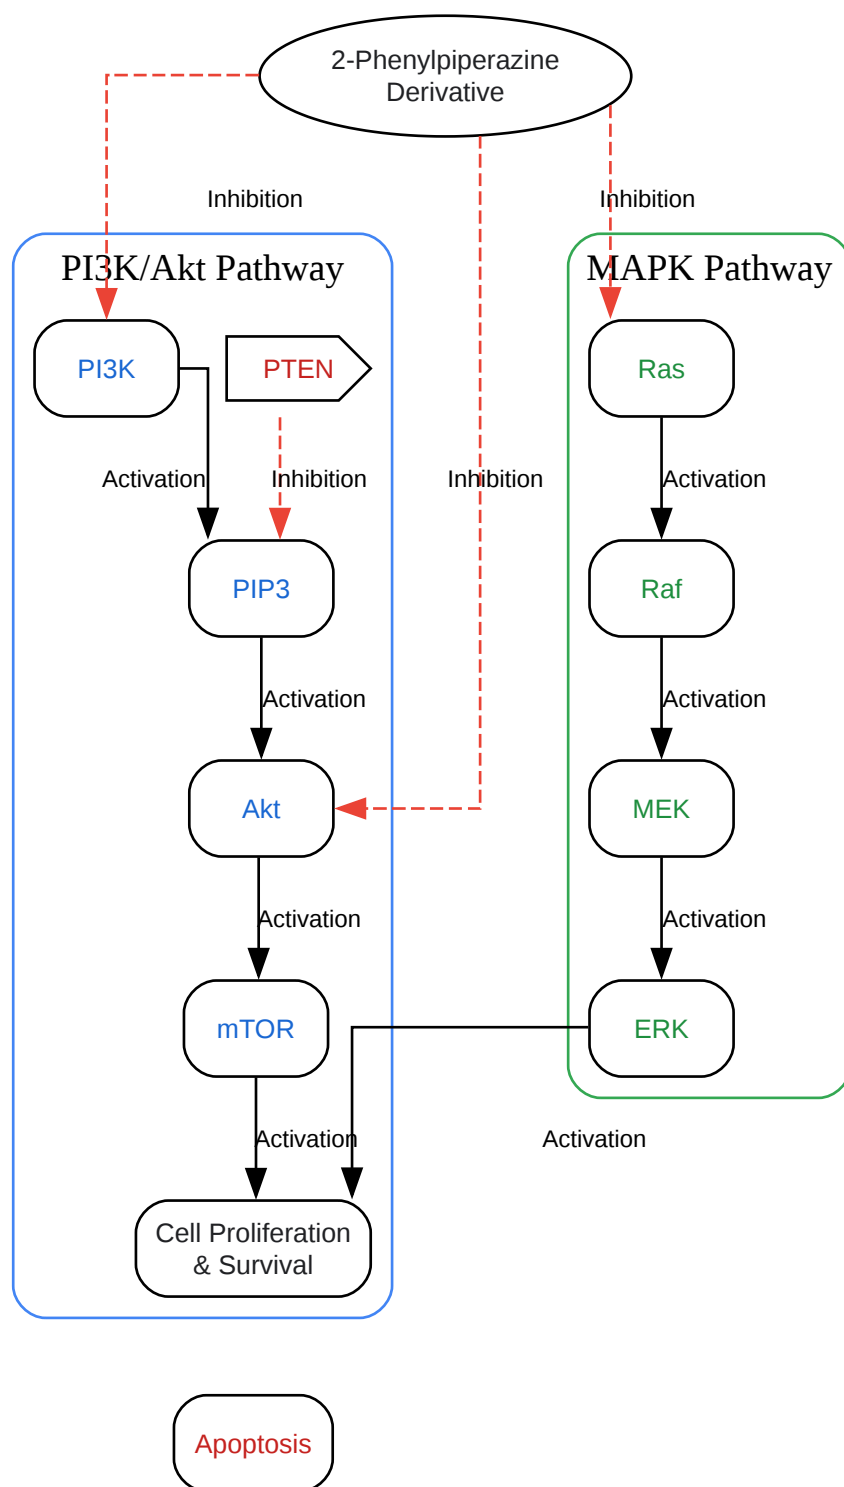 2-Phenylpiperazine
Derivative
Inhibition
Inhibition
PI3K/Akt Pathway
MAPK Pathway
PI3K
PTEN
Ras
Activation
Inhibition
Inhibition
Activation
PIP3
Raf
Activation
Activation
Akt
MEK
Activation
Activation
mTOR
ERK
Activation
Activation
Cell Proliferation
& Survival
Apoptosis